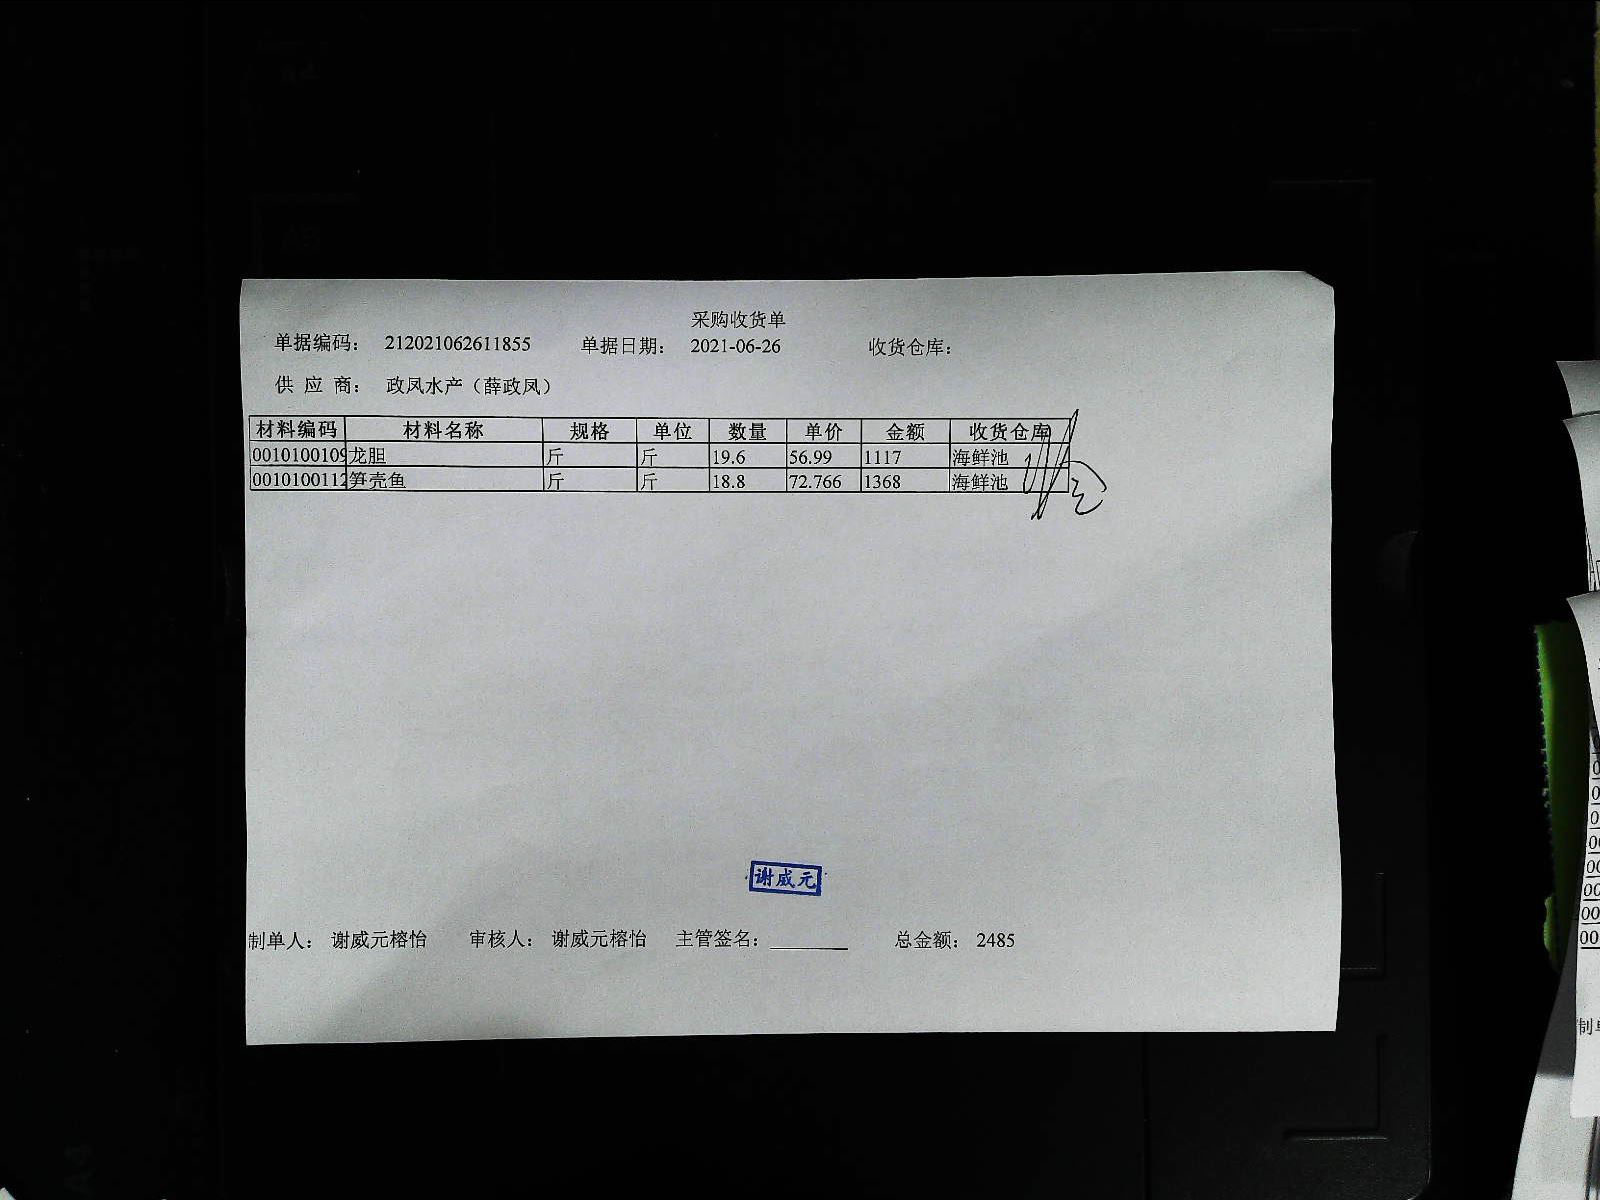 采购收货单
单据编码： 212021062611855 单据日期： 2021-06-26 收货仓库：
供 应 商： 政凤水产（薛政凤）
材料编码 材料名称 规格 单位 数量 单价 金额 收货仓库
0010100109 龙胆 斤 斤 19.6 56.99 1117 海鲜池
0010100112 笋壳鱼 斤 斤 18.8 72.766 1368 海鲜池
谢威元
制单人： 谢威元榕怡 审核人： 谢威元榕怡 主管签名： 总金额： 2485